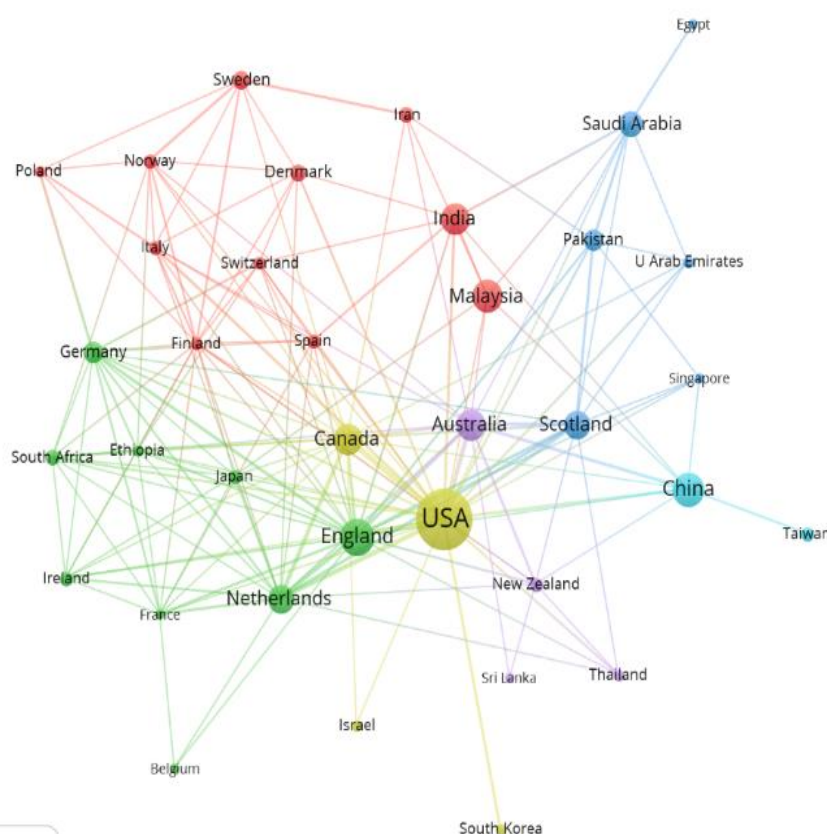 Egypt
Sweden
Iran
Saudi Arabia
Poland
Norway
Denmark
India
Pakistan
Italy
Switzerland
U Arab Emirates
Malaysia
Germany
Finland
Spain
Singapore
Canada
Australia
Scotland
South Africa
Ethiopia
Japan
China
USA
England
Taiwan
Ireland
Netherlands
New Zealand
France
Sri Lanka
Thailand
Israel
Belgium
South Korea